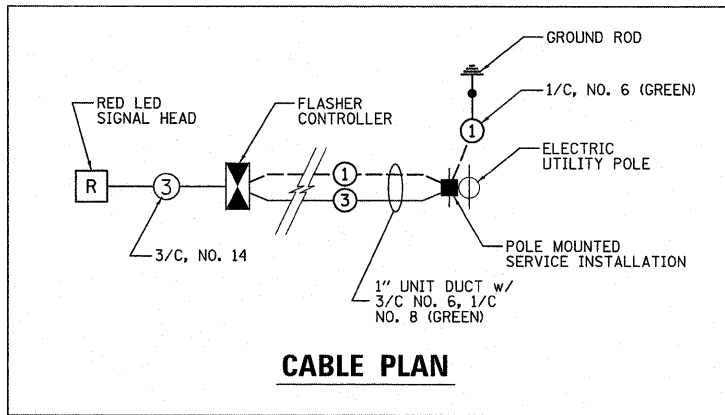 GROUND ROD
1/C, NO. 6 (GREEN)
RED LED
SIGNAL HEAD
FLASHER
CONTROLLER
1
ELECTRIC
UTILITY POLE
R
3
1
3
3/C, NO. 14
POLE MOUNTED
SERVICE INSTALLATION
1" UNIT DUCT w/
3/C NO. 6, 1/C
NO. 8 (GREEN)
CABLE PLAN